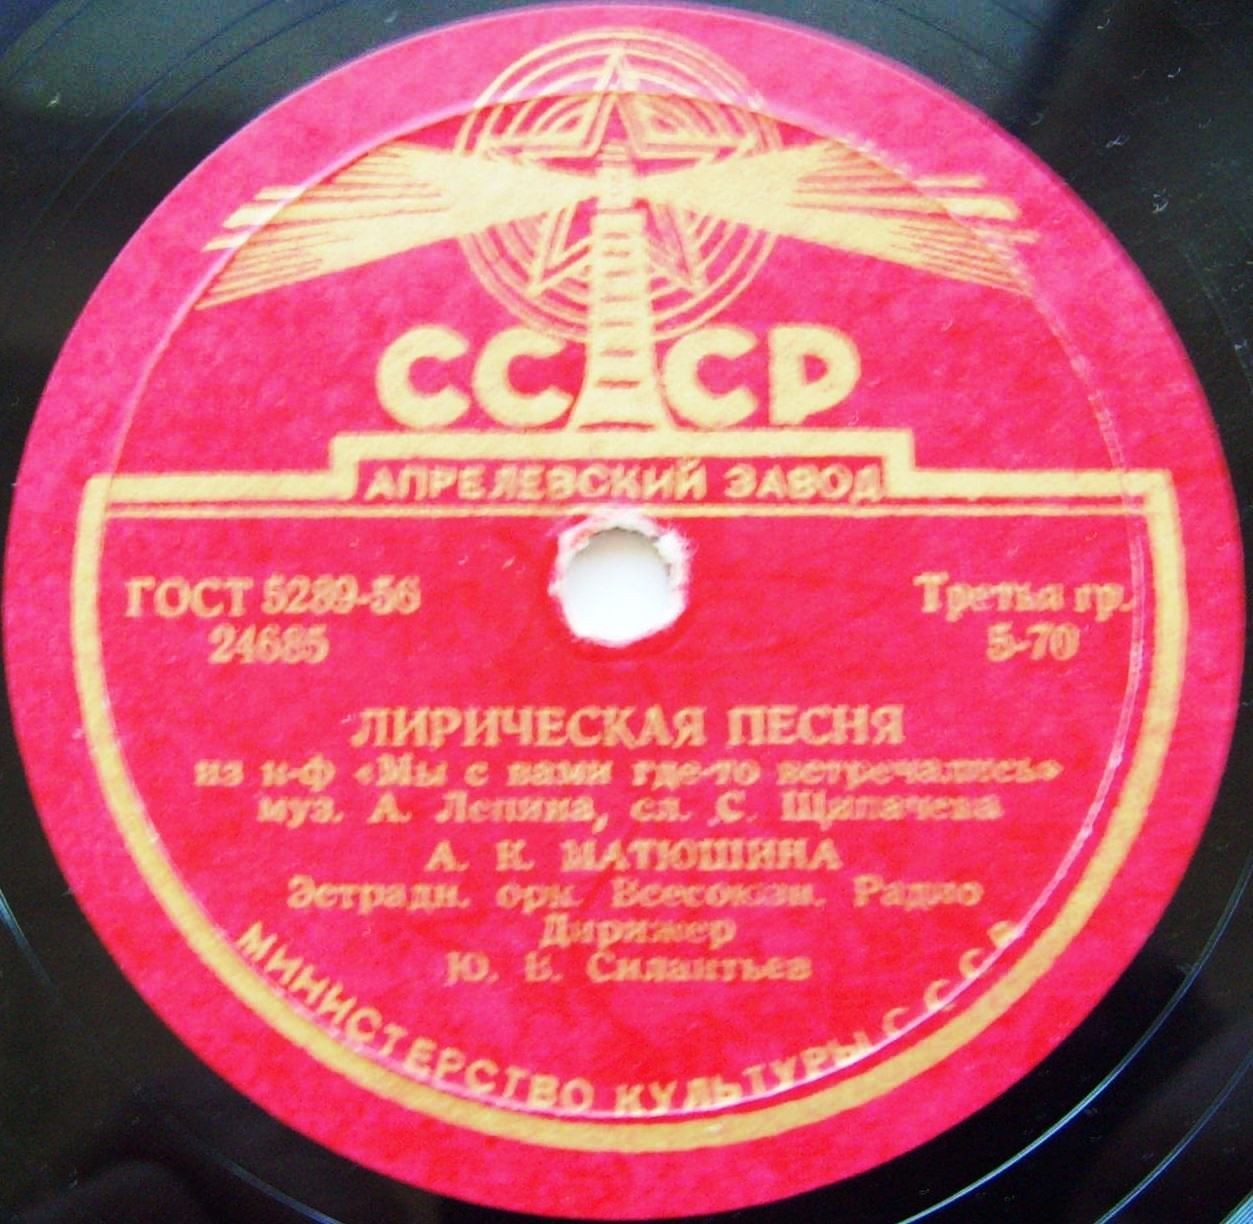 СССР
АПРЕЛЕВСКИЙ ЗАВОД
ГОСТ 5289-56
24685
Третья гр.
5-70
ЛИРИЧЕСКАЯ ПЕСНЯ
из к-ф «Мы с вами где-то встречались»
муз. А. Лепина, сл. С. Щипачева
А. К. МАТЮШИНА
Эстрадн. орк. Всесоюзн. Радио
Дирижер
Ю. В. Силантьев
МИНИСТЕРСТВО КУЛЬТУРЫ СССР